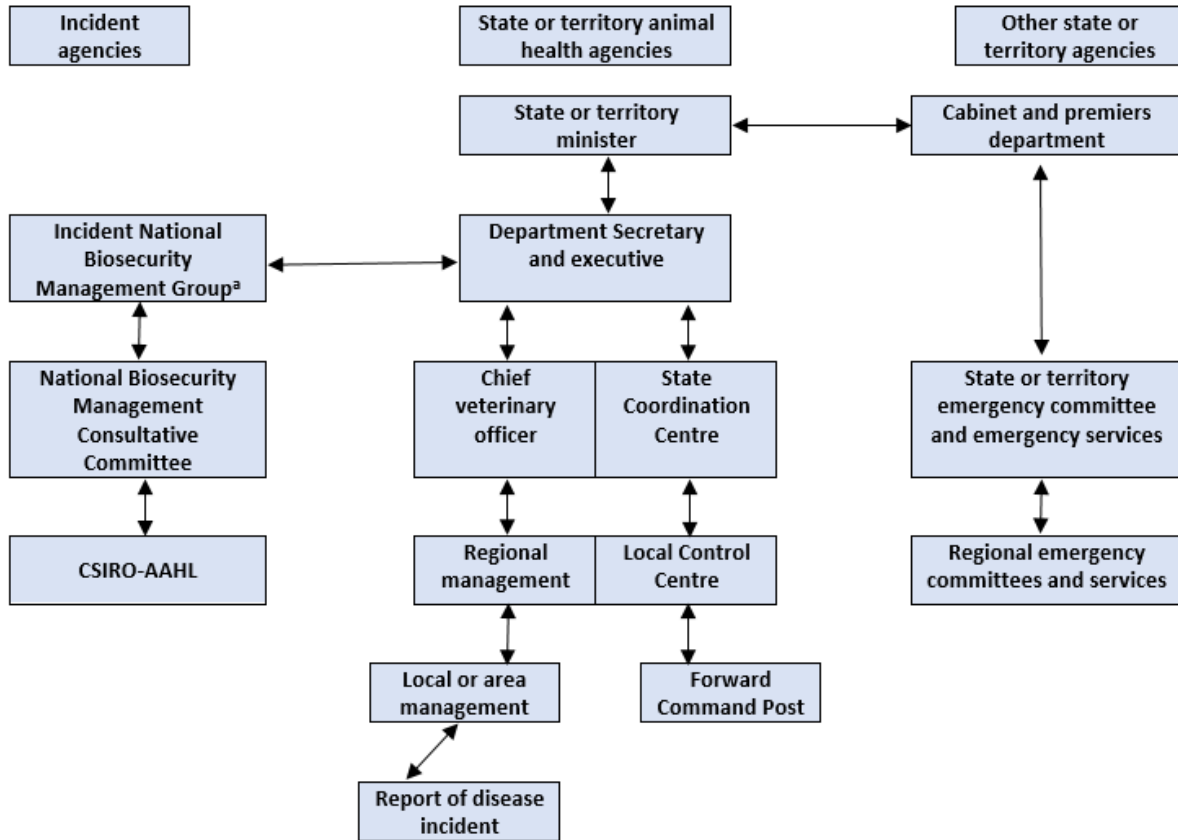 Incident
agencies
State or territory animal
health agencies
Other state or
territory agencies
State or territory
minister
Cabinet and premiers
department
Incident National
Biosecurity
Management Groupᵃ
Department Secretary
and executive
National Biosecurity
Management
Consultative
Committee
Chief
veterinary
officer
State
Coordination
Centre
State or territory
emergency committee
and emergency services
CSIRO-AAHL
Regional
management
Local Control
Centre
Regional emergency
committees and services
Local or area
management
Forward
Command Post
Report of disease
incident